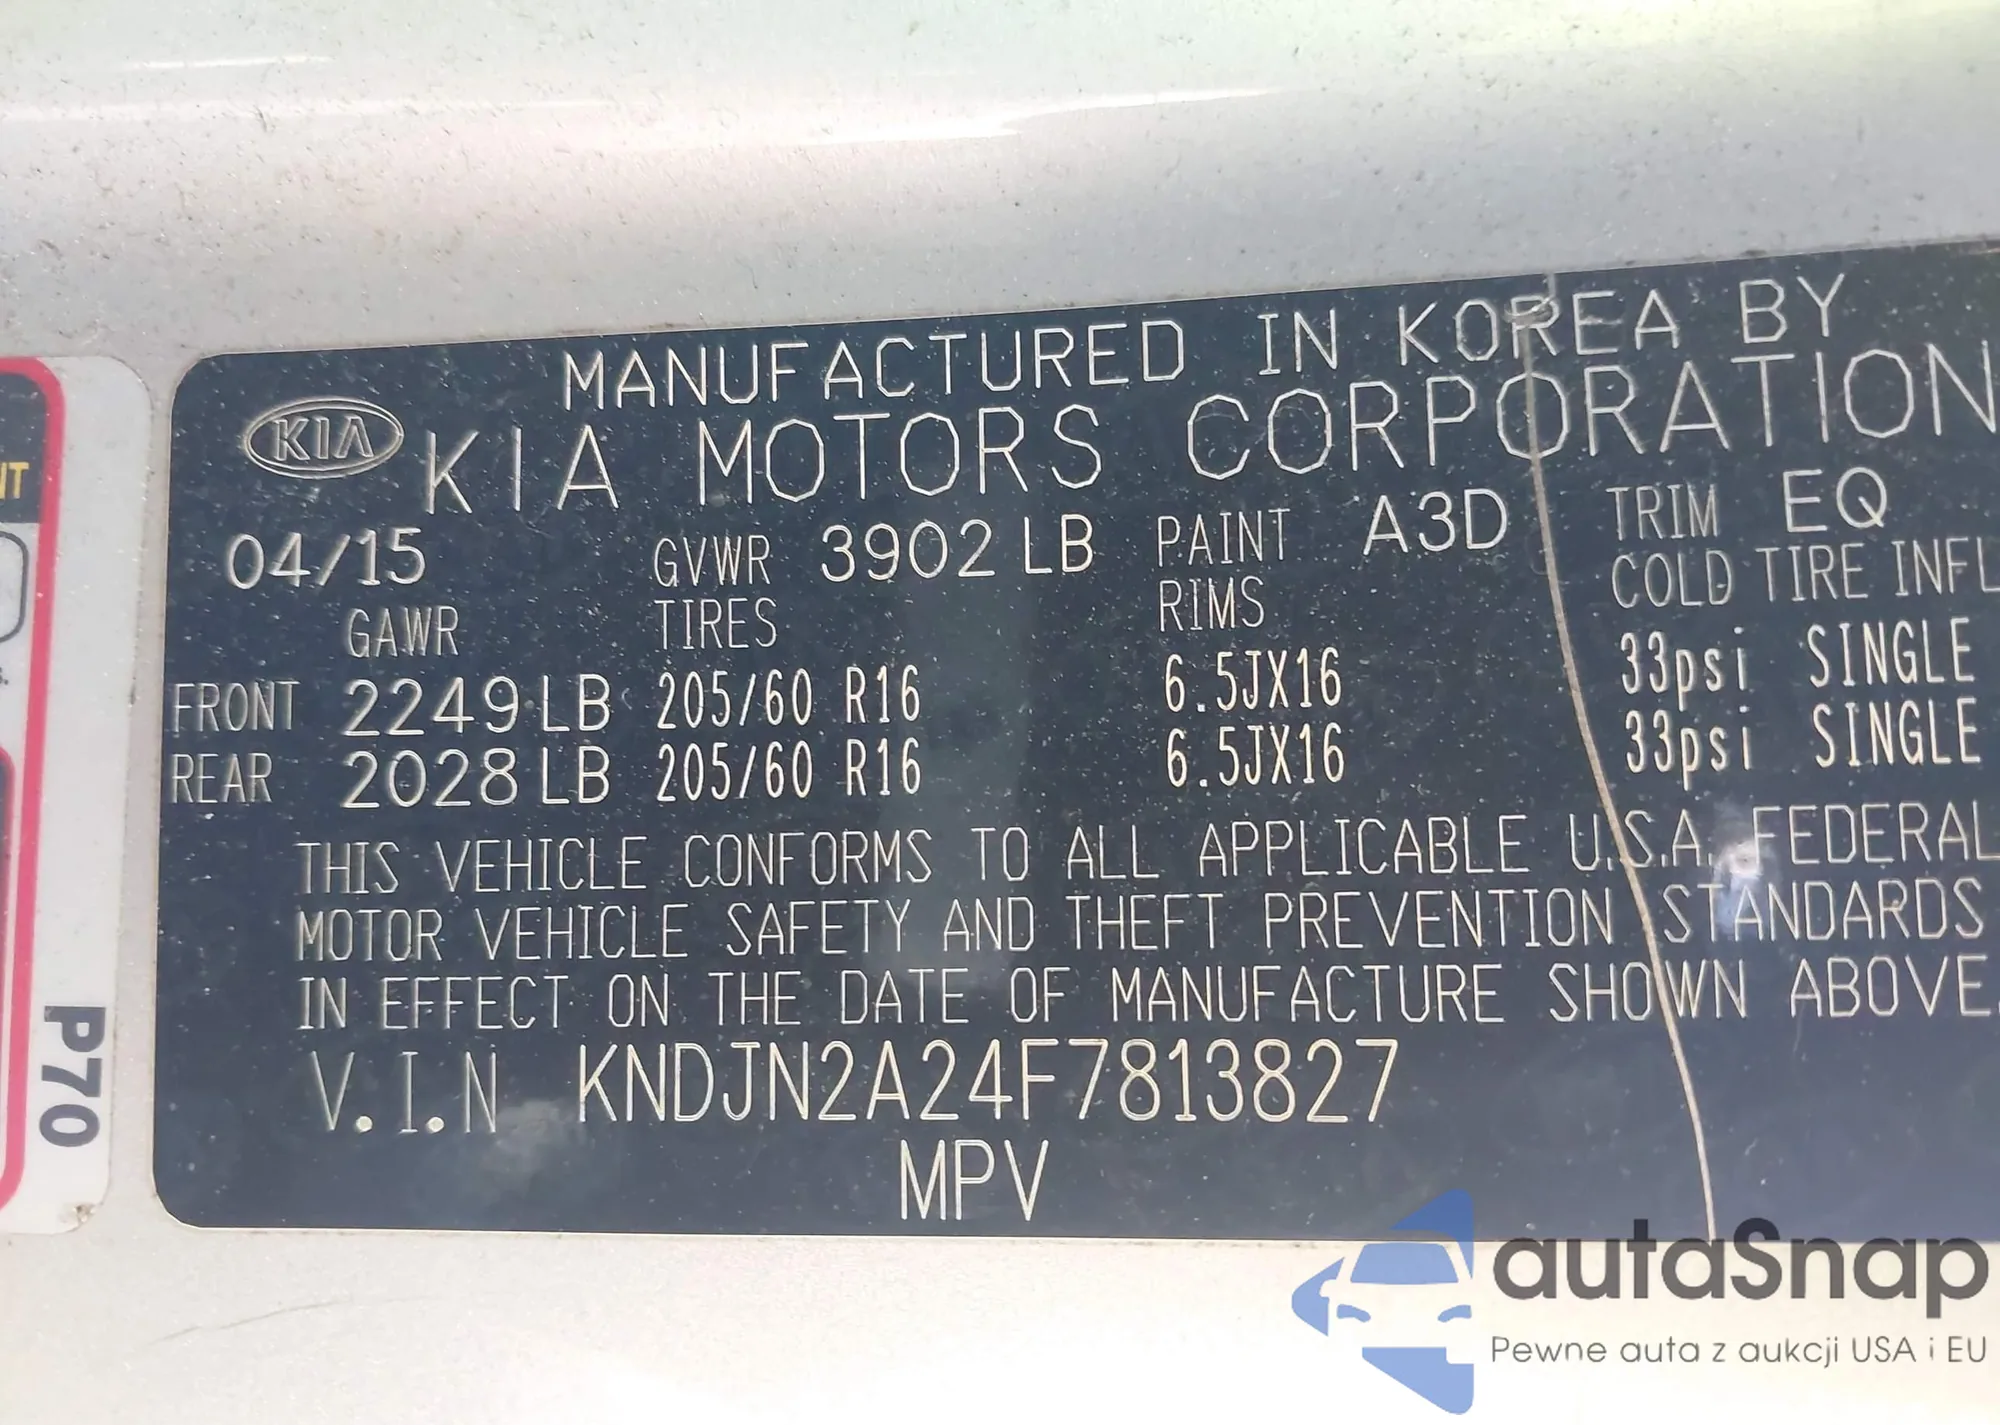 MANUFACTURED IN KOREA BY
KIA KIA MOTORS CORPORATION
04/15 GVWR 3902 LB PAINT A3D TRIM EQ
GAWR TIRES RIMS COLD TIRE INFL
FRONT 2249 LB 205/60 R16 6.5JX16 33psi SINGLE
REAR 2028 LB 205/60 R16 6.5JX16 33psi SINGLE
THIS VEHICLE CONFORMS TO ALL APPLICABLE U.S.A. FEDERAL
MOTOR VEHICLE SAFETY AND THEFT PREVENTION STANDARDS
IN EFFECT ON THE DATE OF MANUFACTURE SHOWN ABOVE.
V.I.N KNDJN2A24F7813827
MPV
NT
P70
autaSnap
Pewne auta z aukcji USA i EU